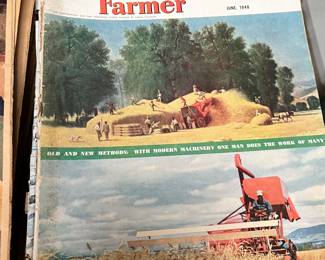 Farmer
JUNE, 1948
OLD AND NEW METHODS: WITH MODERN MACHINERY ONE MAN DOES THE WORK OF MANY